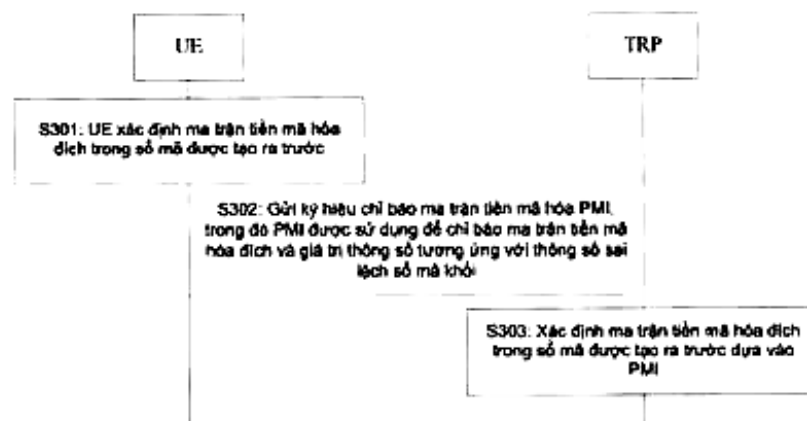 UE
TRP
S301: UE xác định ma trận tiền mã hóa
đích trong sổ mã được tạo ra trước
S302: Gửi ký hiệu chỉ báo ma trận tiền mã hóa PMI,
trong đó PMI được sử dụng để chỉ báo ma trận tiền mã
hóa đích và giá trị thông số tương ứng với thông số sai
lệch sổ mã khối
S303: Xác định ma trận tiền mã hóa đích
trong sổ mã được tạo ra trước dựa vào
PMI